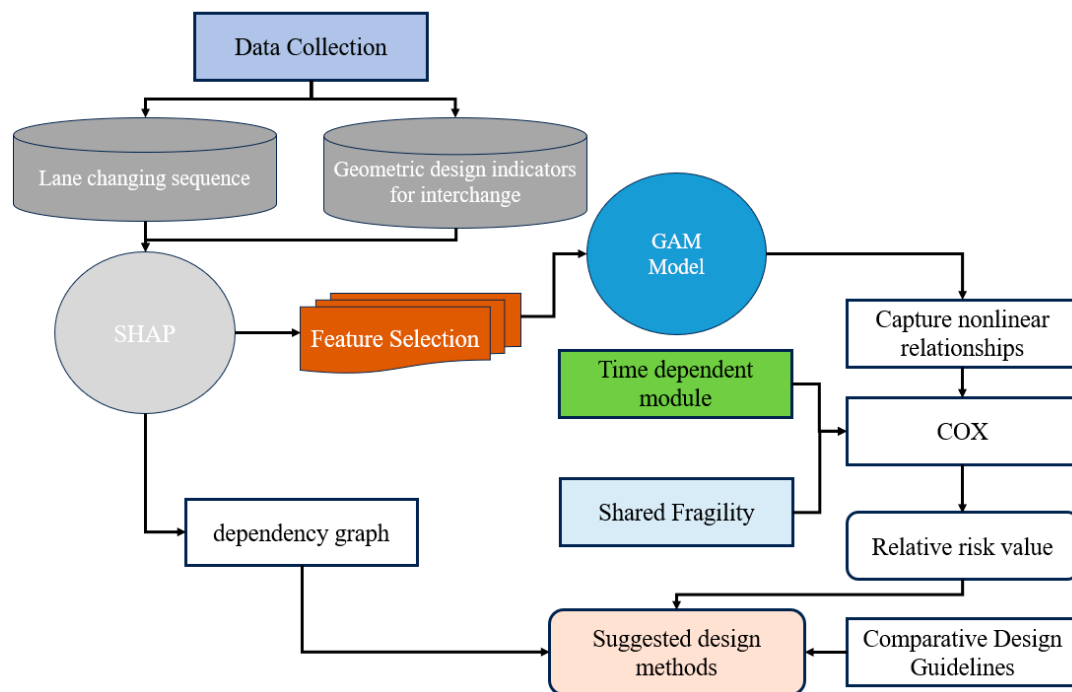 Data Collection
Lane changing sequence
Geometric design indicators
for interchange
GAM
Model
SHAP
Feature Selection
Capture nonlinear
relationships
Time dependent
module
COX
Shared Fragility
dependency graph
Relative risk value
Suggested design
methods
Comparative Design
Guidelines